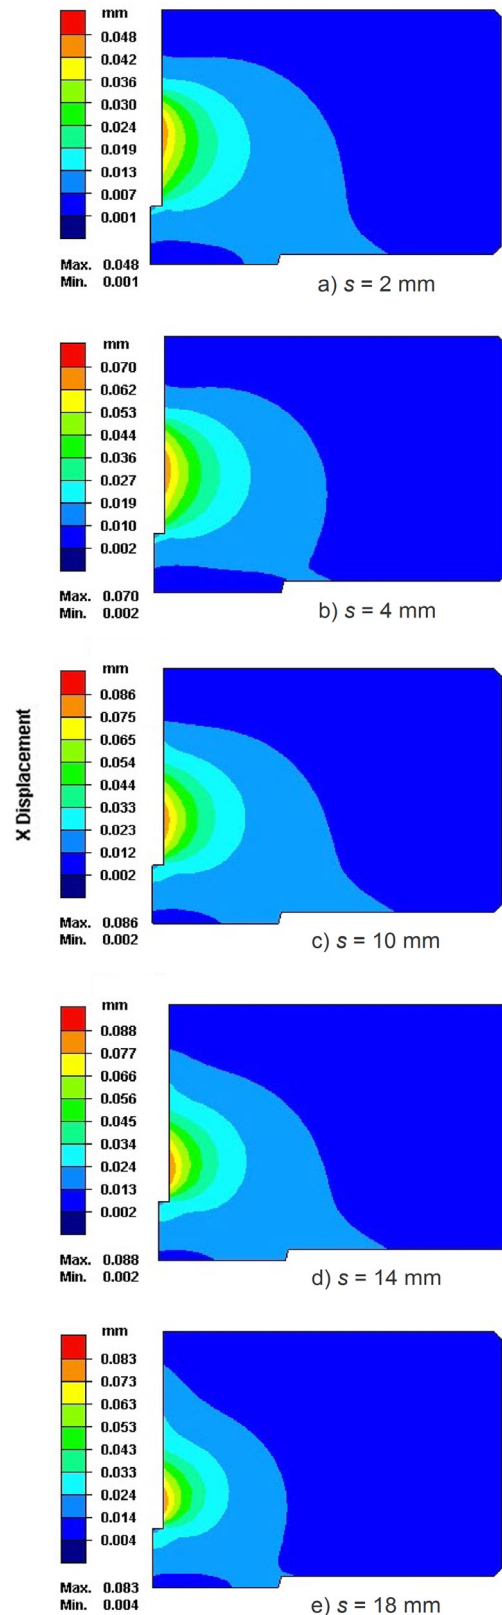 mm
0.048
0.042
0.036
0.030
0.024
0.019
0.013
0.007
0.001
Max. 0.048
Min. 0.001
a) s = 2 mm
mm
0.070
0.062
0.053
0.044
0.036
0.027
0.019
0.010
0.002
Max. 0.070
Min. 0.002
b) s = 4 mm
X Displacement
mm
0.086
0.075
0.065
0.054
0.044
0.033
0.023
0.012
0.002
Max. 0.086
Min. 0.002
c) s = 10 mm
mm
0.088
0.077
0.066
0.056
0.045
0.034
0.024
0.013
0.002
Max. 0.088
Min. 0.002
d) s = 14 mm
mm
0.083
0.073
0.063
0.053
0.043
0.033
0.024
0.014
0.004
Max. 0.083
Min. 0.004
e) s = 18 mm